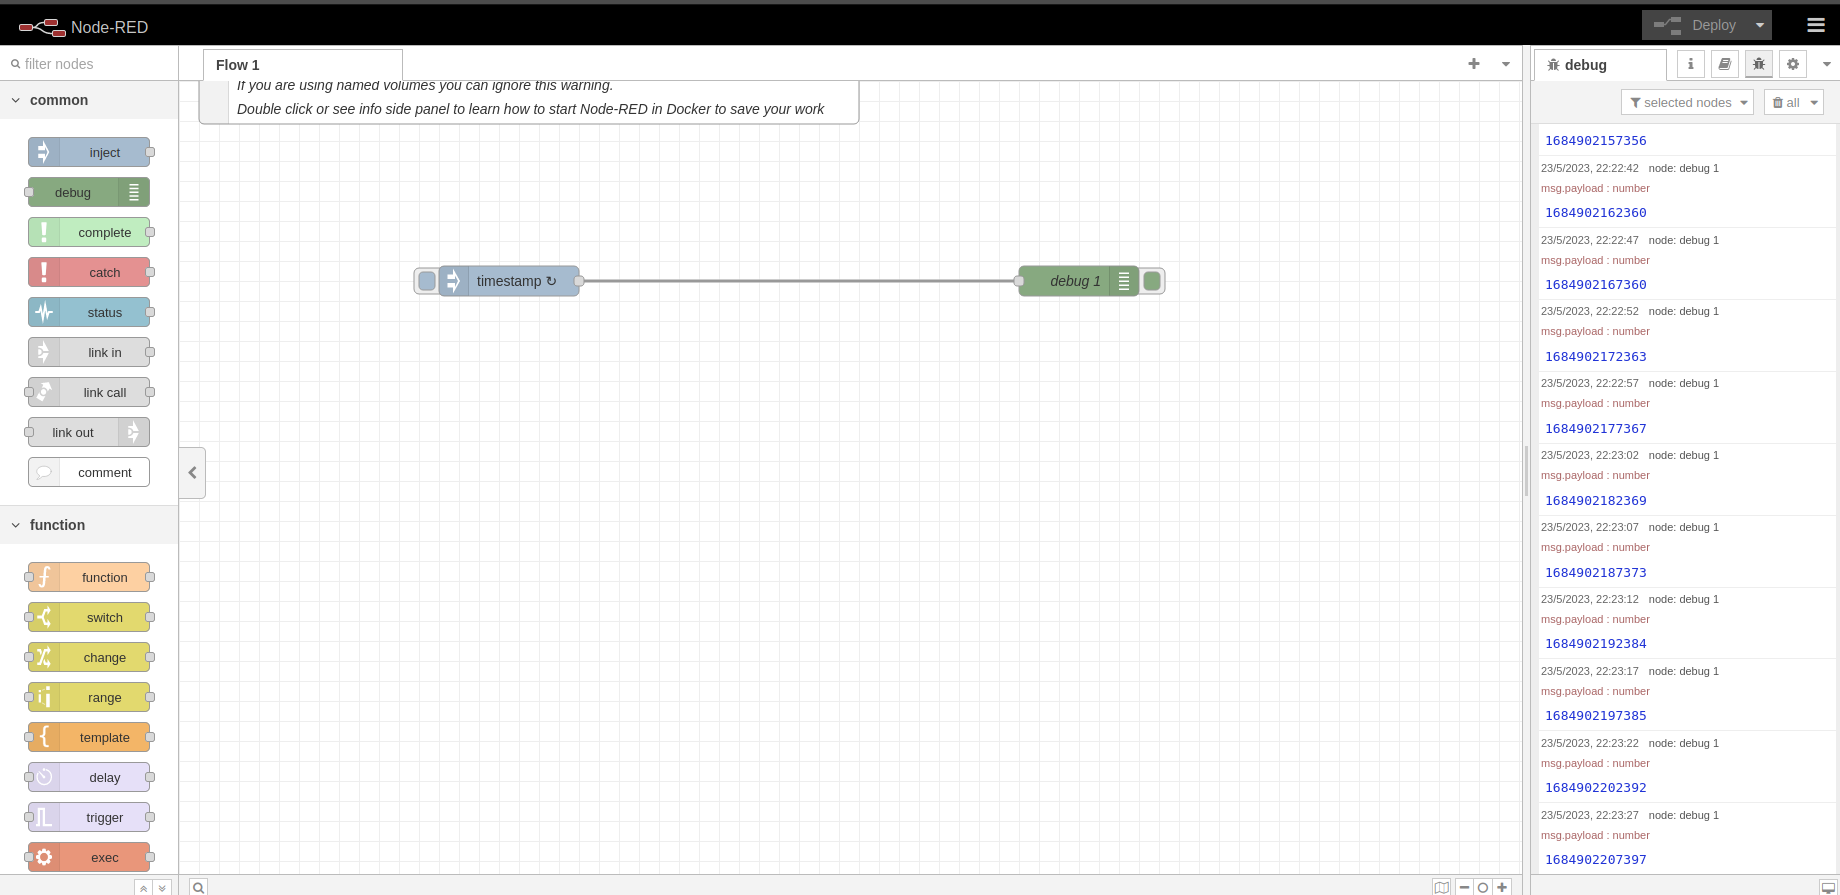 Node-RED
Deploy
filter nodes
Flow 1
debug
If you are using named volumes you can ignore this warning.
Double click or see info side panel to learn how to start Node-RED in Docker to save your work
selected nodes
all
common
inject
debug
complete
catch
status
link in
link call
link out
comment
function
function
switch
change
range
template
delay
trigger
exec
timestamp ↻
debug 1
1684902157356
23/5/2023, 22:22:42 node: debug 1
msg.payload : number
1684902162360
23/5/2023, 22:22:47 node: debug 1
msg.payload : number
1684902167360
23/5/2023, 22:22:52 node: debug 1
msg.payload : number
1684902172363
23/5/2023, 22:22:57 node: debug 1
msg.payload : number
1684902177367
23/5/2023, 22:23:02 node: debug 1
msg.payload : number
1684902182369
23/5/2023, 22:23:07 node: debug 1
msg.payload : number
1684902187373
23/5/2023, 22:23:12 node: debug 1
msg.payload : number
1684902192384
23/5/2023, 22:23:17 node: debug 1
msg.payload : number
1684902197385
23/5/2023, 22:23:22 node: debug 1
msg.payload : number
1684902202392
23/5/2023, 22:23:27 node: debug 1
msg.payload : number
1684902207397